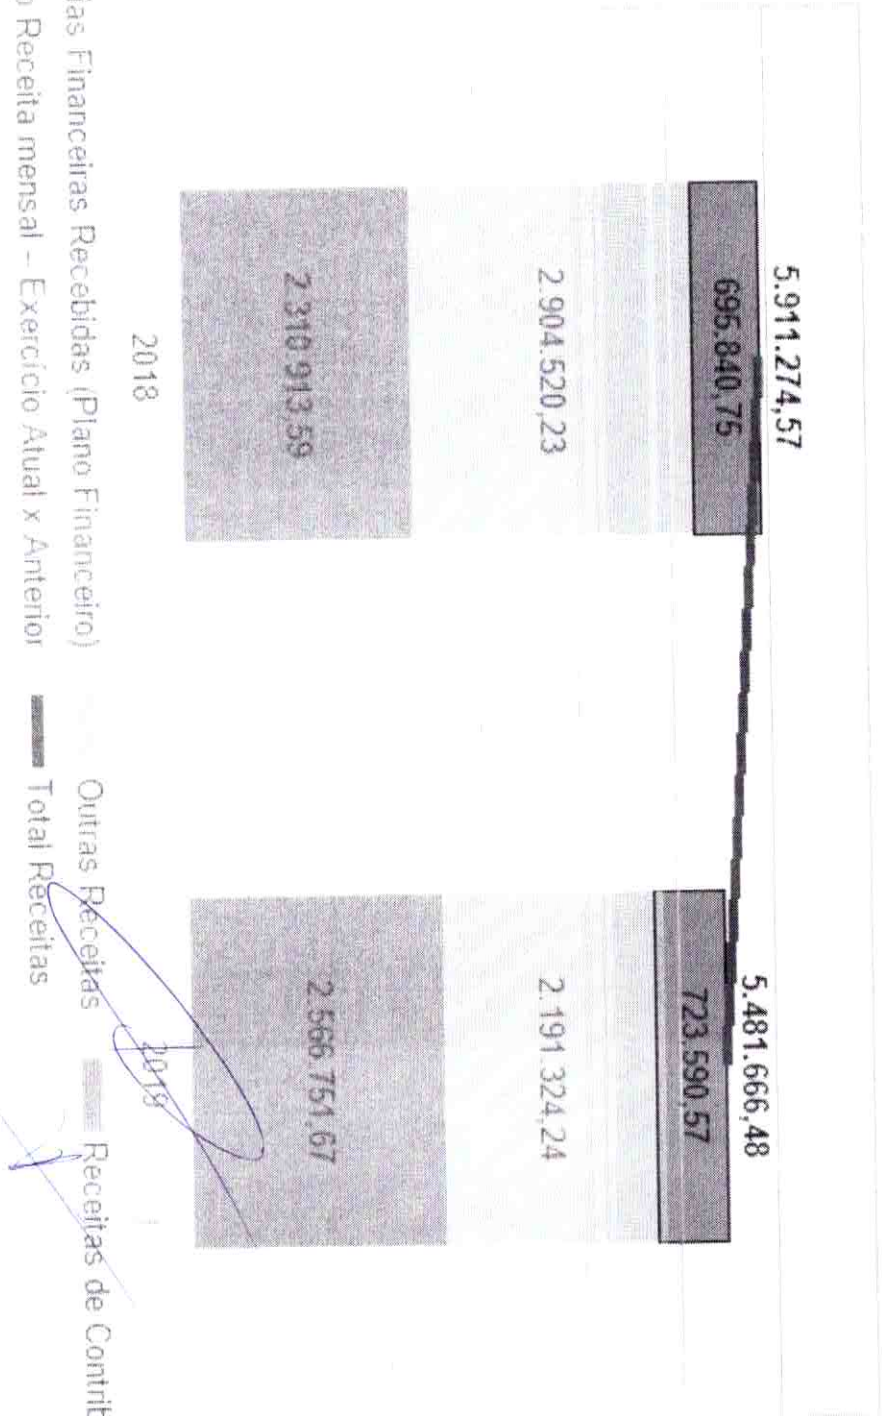 5.911.274,57
695.840,75
2.904.520,23
2.310.913,59
2018
5.481.666,48
723.590,57
2.191.324,24
2.566.751,67
2019
ias Financeiras Recebidas (Plano Financeiro)
Outras Receitas
Receitas de Contrib
o Receita mensal – Exercício Atual x Anterior
Total Receitas